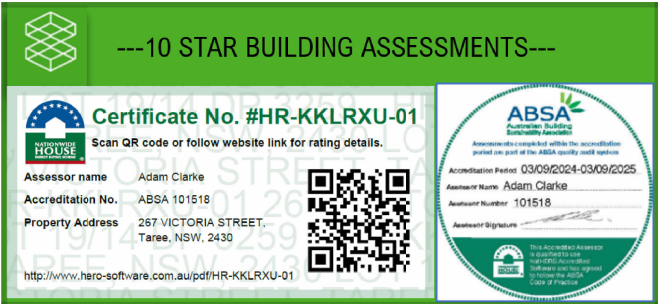 ---10 STAR BUILDING ASSESSMENTS---
NATIONWIDE
HOUSE
ENERGY RATING SCHEME
Certificate No. #HR-KKLRXU-01
Scan QR code or follow website link for rating details.
Assessor name Adam Clarke
Accreditation No. ABSA 101518
Property Address 267 VICTORIA STREET,
Taree, NSW, 2430
http://www.hero-software.com.au/pdf/HR-KKLRXU-01
ABSA
Australian Building
Sustainability Association
Assessments completed within the accreditation
period are part of the ABSA quality audit system
Accreditation Period 03/09/2024-03/09/2025
Assessor Name Adam Clarke
Assessor Number 101518
Assessor Signature
HOUSE
This Accredited Assessor
is qualified to use
NatHERS Accredited
Software and has agreed
to follow the ABSA
Code of Practice